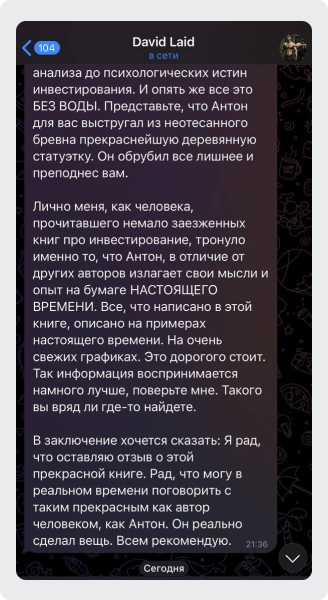 104
David Laid
в сети
анализа до психологических истин
инвестирования. И опять же все это
БЕЗ ВОДЫ. Представьте, что Антон
для вас выстругал из неотесанного
бревна прекраснейшую деревянную
статуэтку. Он обрубил все лишнее и
преподнес вам.
Лично меня, как человека,
прочитавшего немало заезженных
книг про инвестирование, тронуло
именно то, что Антон, в отличие от
других авторов излагает свои мысли и
опыт на бумаге НАСТОЯЩЕГО
ВРЕМЕНИ. Все, что написано в этой
книге, описано на примерах
настоящего времени. На очень
свежих графиках. Это дорогого стоит.
Так информация воспринимается
намного лучше, поверьте мне. Такого
вы вряд ли где-то найдете.
В заключение хочется сказать: Я рад,
что оставляю отзыв о этой
прекрасной книге. Рад, что могу в
реальном времени поговорить с
таким прекрасным как автор
человеком, как Антон. Он реально
сделал вещь. Всем рекомендую.
21:36
Сегодня